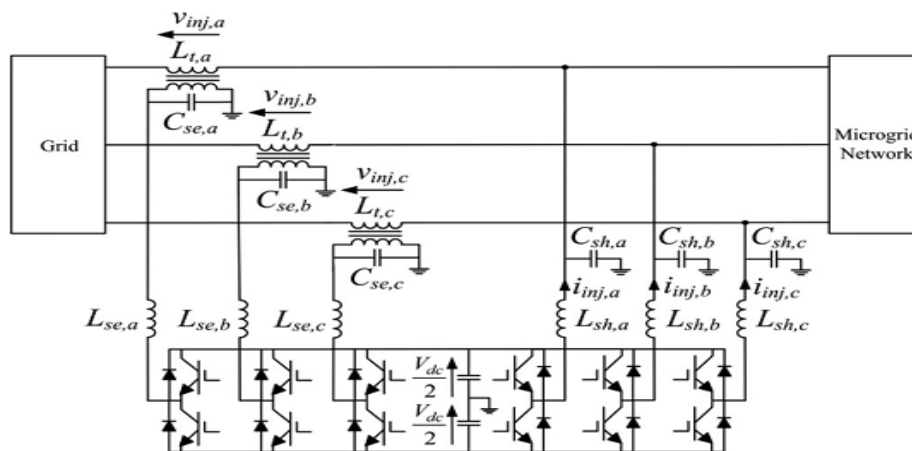 v_inj,a
L_t,a
v_inj,b
C_se,a
L_t,b
Grid
Microgrid
Network
v_inj,c
C_se,b
L_t,c
C_sh,a C_sh,b C_sh,c
C_se,c
i_inj,a i_inj,b i_inj,c
L_se,a L_se,b L_se,c L_sh,a L_sh,b L_sh,c
V_dc
2
V_dc
2